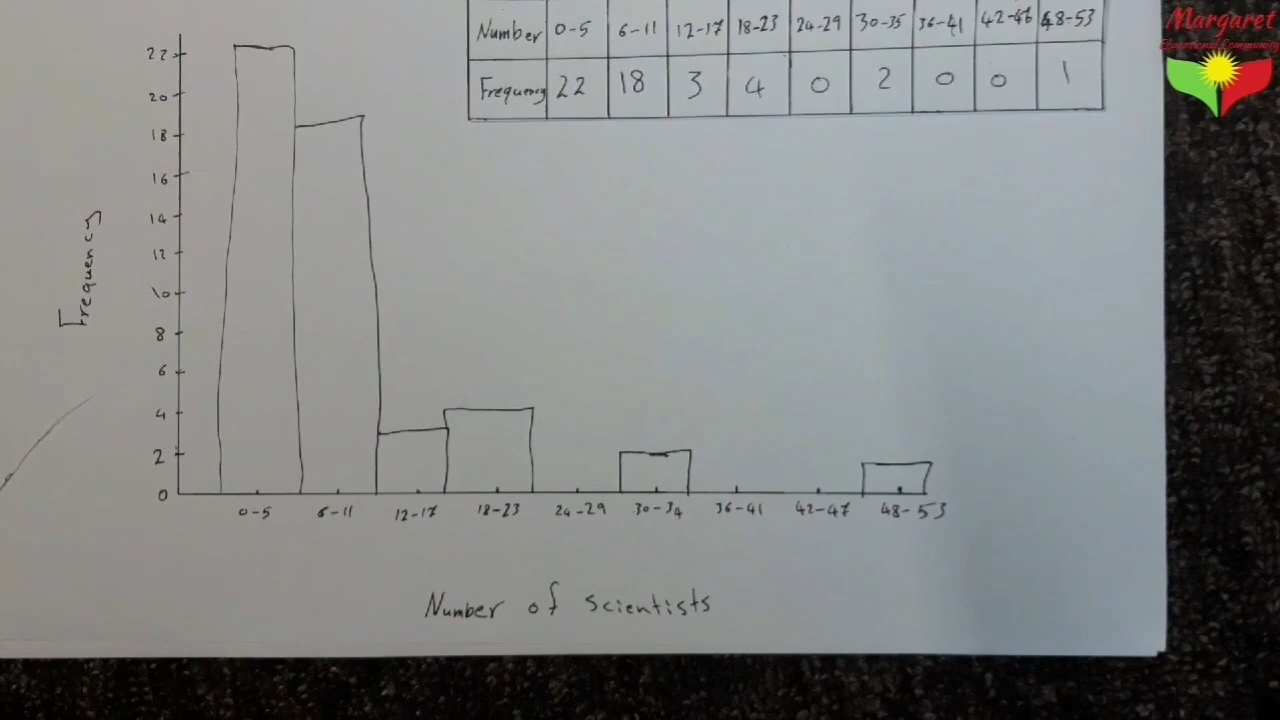 Number 0-5 6-11 12-17 18-23 24-29 30-35 36-41 42-46 48-53
Frequency 22 18 3 4 0 2 0 0 1
Margaret
Educational Community
22
20
18
16
14
12
10
8
6
4
2
0
Frequency
0-5 6-11 12-17 18-23 24-29 30-34 36-41 42-47 48-53
Number of scientists